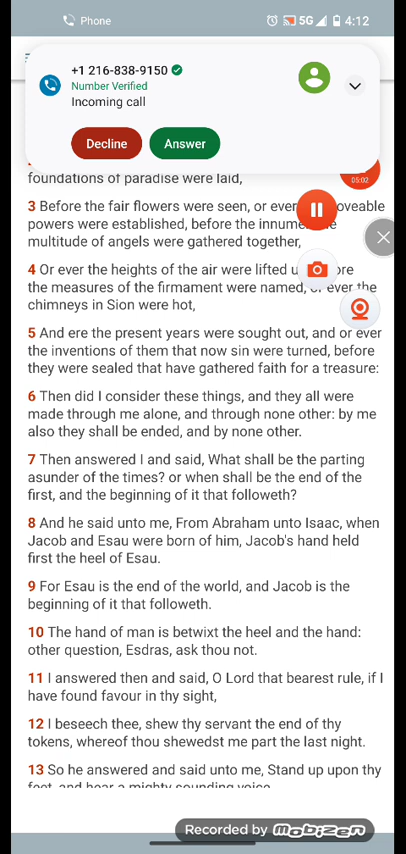 Phone 5G 4:12
+1 216-838-9150
Number Verified
Incoming call
Decline Answer
foundations of paradise were laid,
05:02
3 Before the fair flowers were seen, or ever oveable
powers were established, before the innume e
multitude of angels were gathered together,
4 Or ever the heights of the air were lifted u ore
the measures of the firmament were named, or ever the
chimneys in Sion were hot,
5 And ere the present years were sought out, and or ever
the inventions of them that now sin were turned, before
they were sealed that have gathered faith for a treasure:
6 Then did I consider these things, and they all were
made through me alone, and through none other: by me
also they shall be ended, and by none other.
7 Then answered I and said, What shall be the parting
asunder of the times? or when shall be the end of the
first, and the beginning of it that followeth?
8 And he said unto me, From Abraham unto Isaac, when
Jacob and Esau were born of him, Jacob's hand held
first the heel of Esau.
9 For Esau is the end of the world, and Jacob is the
beginning of it that followeth.
10 The hand of man is betwixt the heel and the hand:
other question, Esdras, ask thou not.
11 I answered then and said, O Lord that bearest rule, if I
have found favour in thy sight,
12 I beseech thee, shew thy servant the end of thy
tokens, whereof thou shewedst me part the last night.
13 So he answered and said unto me, Stand up upon thy
feet, and hear a mighty sounding voice
Recorded by mobizen